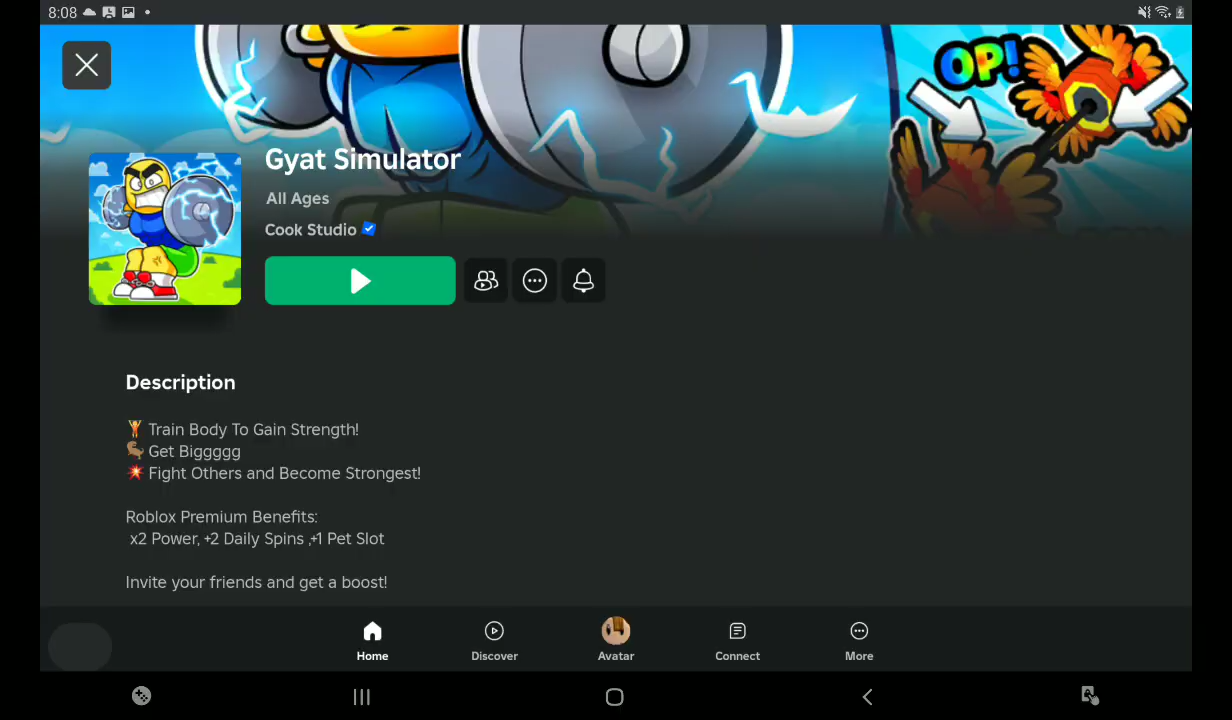 8:08
OP!
Gyat Simulator
All Ages
Cook Studio
Description
Train Body To Gain Strength!
Get Biggggg
Fight Others and Become Strongest!
Roblox Premium Benefits:
x2 Power, +2 Daily Spins ,+1 Pet Slot
Invite your friends and get a boost!
Home
Discover
Avatar
Connect
More